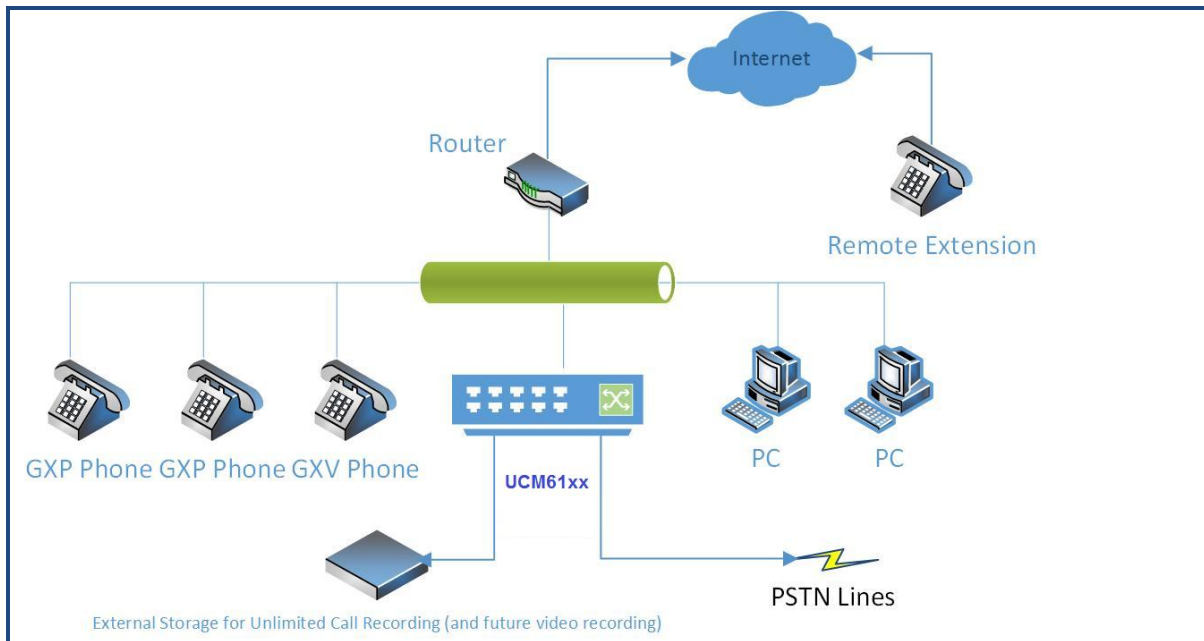 Internet
Router
Remote Extension
GXP Phone
GXP Phone
GXV Phone
PC
PC
UCM61xx
PSTN Lines
External Storage for Unlimited Call Recording (and future video recording)